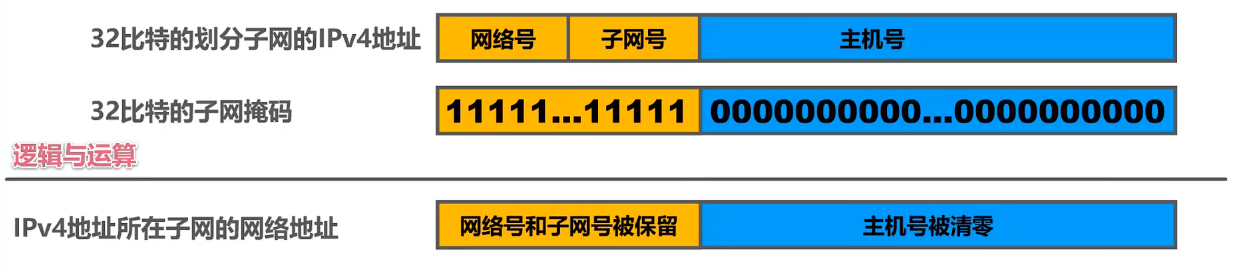 32比特的划分子网的IPv4地址 网络号 子网号 主机号
32比特的子网掩码 11111...11111 0000000000...0000000000
逻辑与运算
IPv4地址所在子网的网络地址 网络号和子网号被保留 主机号被清零